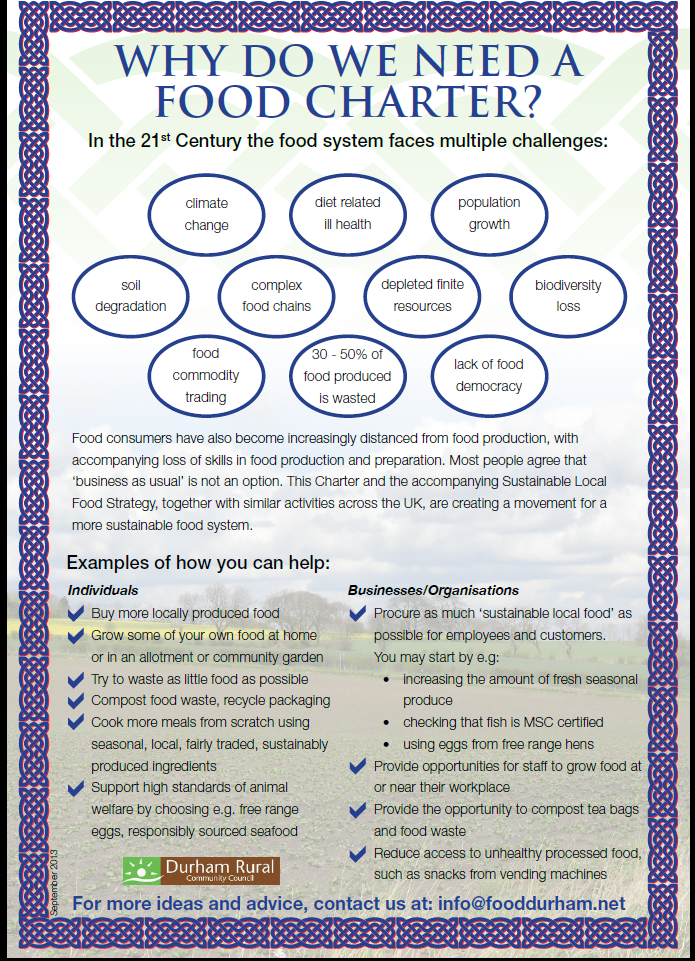 WHY DO WE NEED A
FOOD CHARTER?
In the 21st Century the food system faces multiple challenges:
climate
change
diet related
ill health
population
growth
soil
degradation
complex
food chains
depleted finite
resources
biodiversity
loss
food
commodity
trading
30 - 50% of
food produced
is wasted
lack of food
democracy
Food consumers have also become increasingly distanced from food production, with
accompanying loss of skills in food production and preparation. Most people agree that
‘business as usual’ is not an option. This Charter and the accompanying Sustainable Local
Food Strategy, together with similar activities across the UK, are creating a movement for a
more sustainable food system.
Examples of how you can help:
Individuals
Buy more locally produced food
Grow some of your own food at home
or in an allotment or community garden
Try to waste as little food as possible
Compost food waste, recycle packaging
Cook more meals from scratch using
seasonal, local, fairly traded, sustainably
produced ingredients
Support high standards of animal
welfare by choosing e.g. free range
eggs, responsibly sourced seafood
Businesses/Organisations
Procure as much ‘sustainable local food’ as
possible for employees and customers.
You may start by e.g:
• increasing the amount of fresh seasonal
produce
• checking that fish is MSC certified
• using eggs from free range hens
Provide opportunities for staff to grow food at
or near their workplace
Provide the opportunity to compost tea bags
and food waste
Reduce access to unhealthy processed food,
such as snacks from vending machines
Durham Rural
Community Council
September 2013
For more ideas and advice, contact us at: info@fooddurham.net